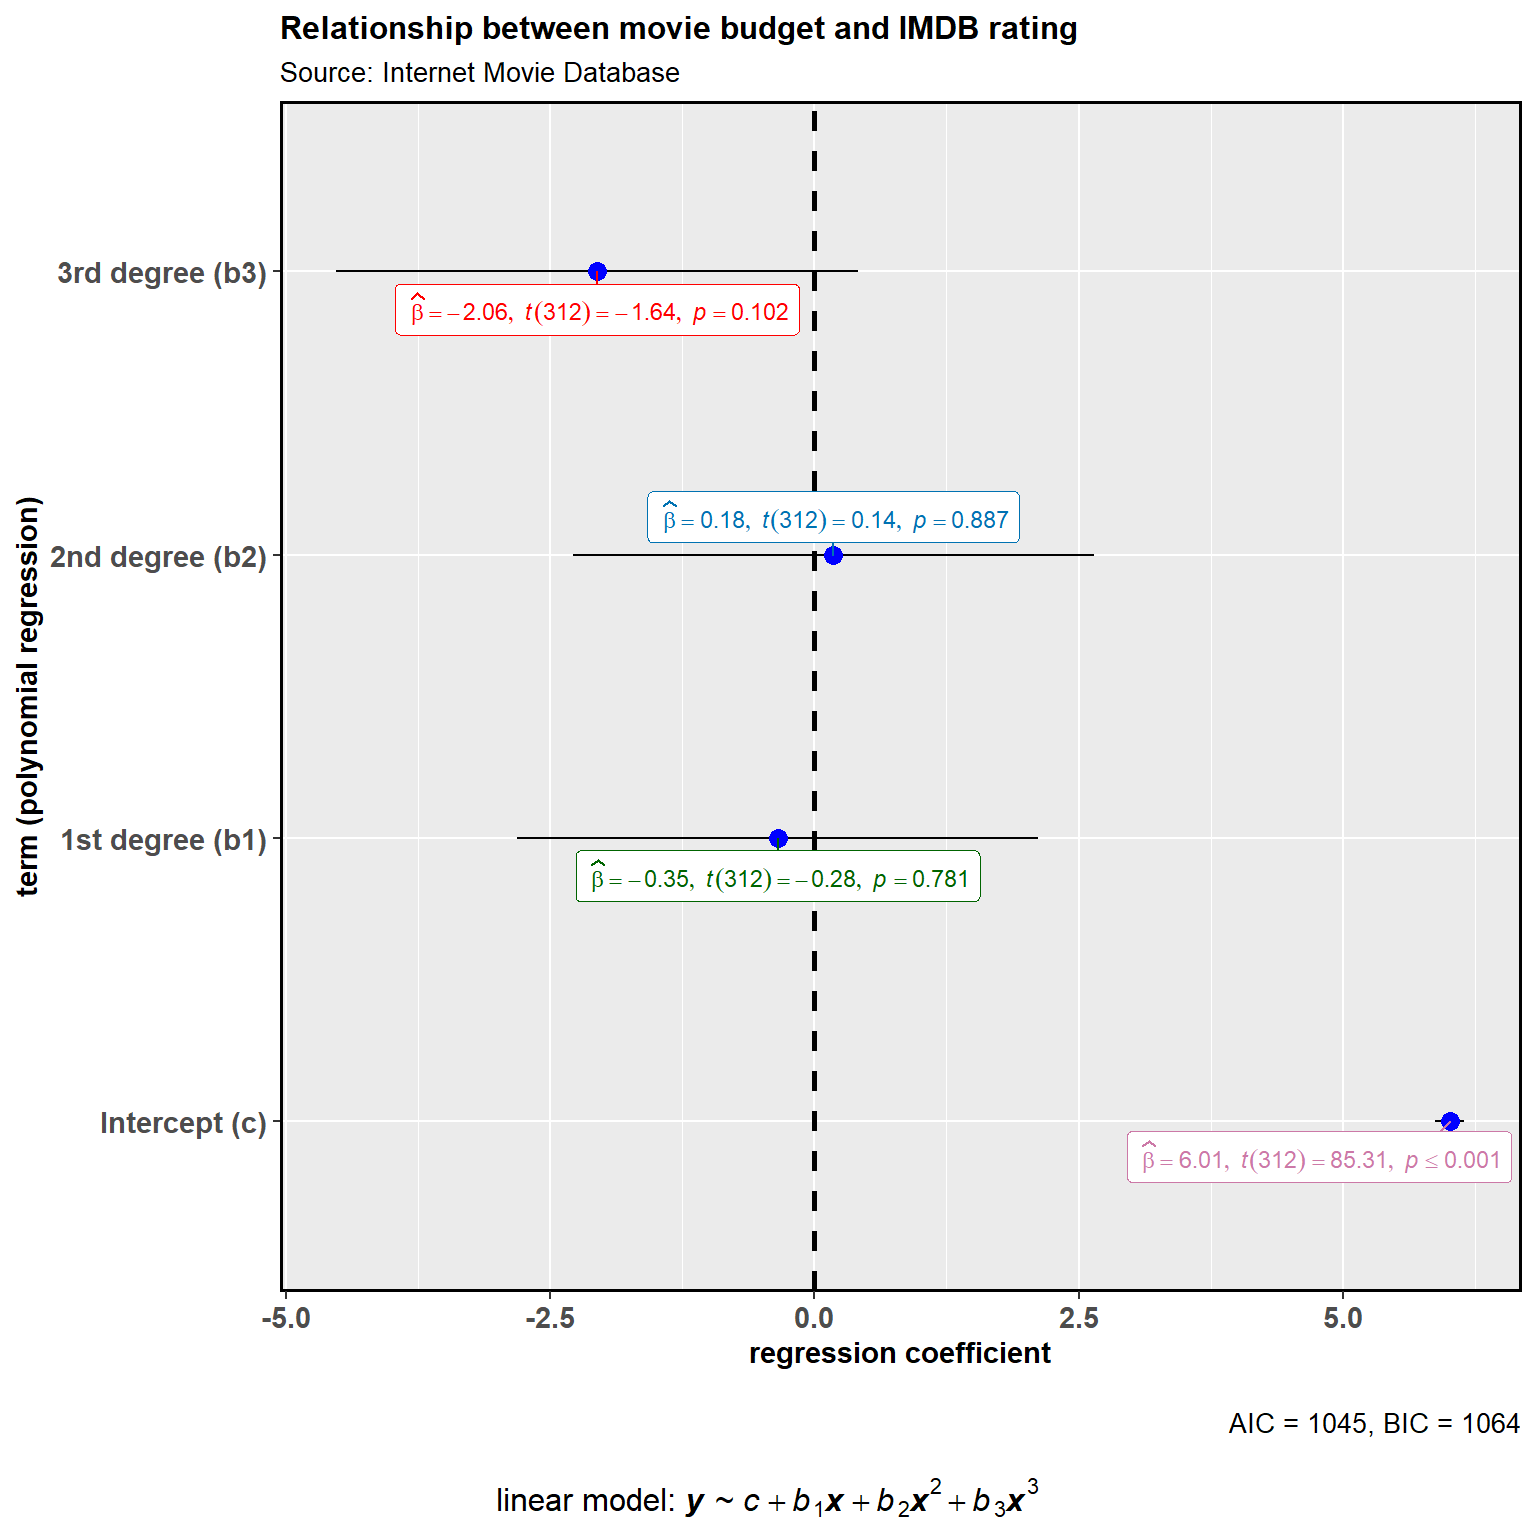 Relationship between movie budget and IMDB rating
Source: Internet Movie Database
term (polynomial regression)
3rd degree (b3)
β̂ = −2.06, t(312) = −1.64, p = 0.102
2nd degree (b2)
β̂ = 0.18, t(312) = 0.14, p = 0.887
1st degree (b1)
β̂ = −0.35, t(312) = −0.28, p = 0.781
Intercept (c)
β̂ = 6.01, t(312) = 85.31, p ≤ 0.001
-5.0 -2.5 0.0 2.5 5.0
regression coefficient
AIC = 1045, BIC = 1064
linear model: y ~ c + b₁x + b₂x² + b₃x³